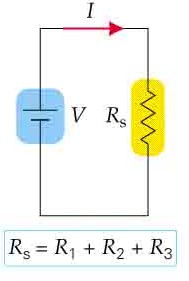 I
V
Rₛ
Rₛ = R₁ + R₂ + R₃